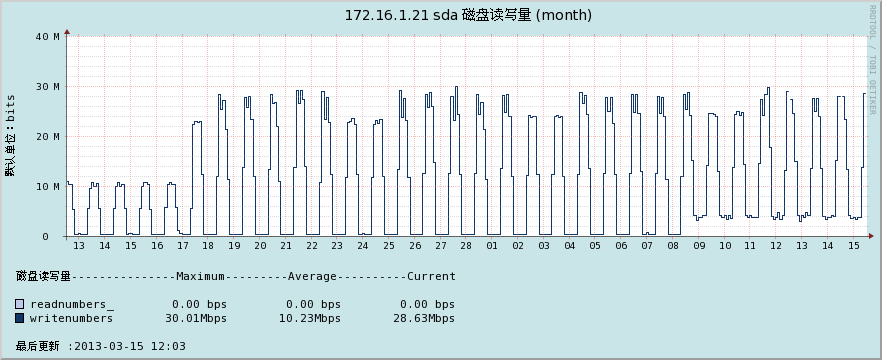 172.16.1.21 sda 磁盘读写量 (month)
RRDTOOL / TOBI OETIKER
默认单位：bits
40 M
30 M
20 M
10 M
0
13 14 15 16 17 18 19 20 21 22 23 24 25 26 27 28 01 02 03 04 05 06 07 08 09 10 11 12 13 14 15
磁盘读写量---------------Maximum---------Average----------Current
readnumbers_ 0.00 bps 0.00 bps 0.00 bps
writenumbers 30.01Mbps 10.23Mbps 28.63Mbps
最后更新 :2013-03-15 12:03